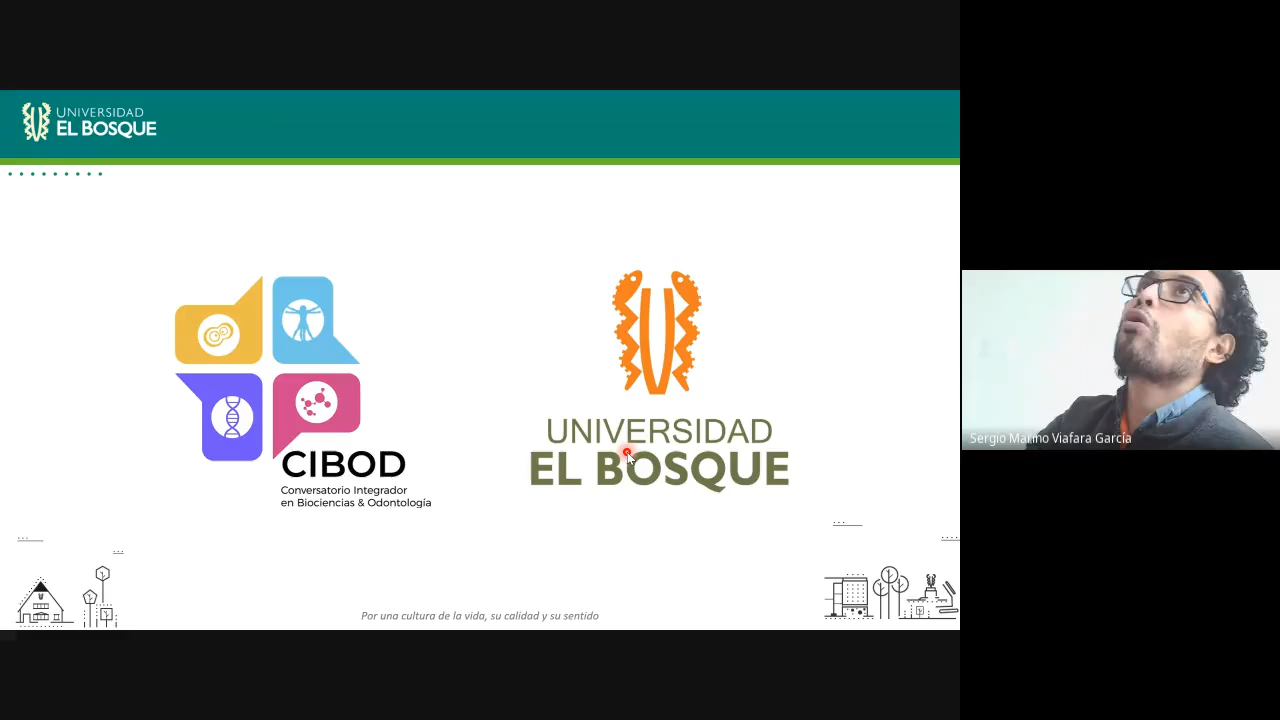 UNIVERSIDAD
EL BOSQUE
CIBOD
Conversatorio Integrador
en Biociencias & Odontología
UNIVERSIDAD
EL BOSQUE
Por una cultura de la vida, su calidad y su sentido
Sergio Marino Viafara García